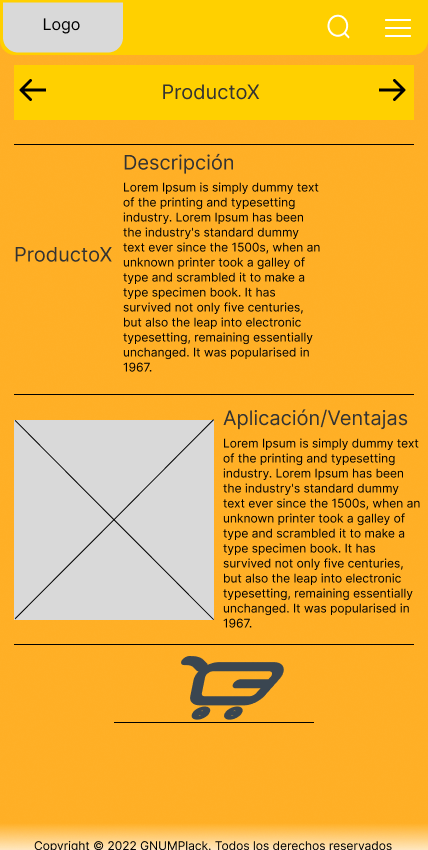 Logo
ProductoX
Descripción
Lorem Ipsum is simply dummy text
of the printing and typesetting
industry. Lorem Ipsum has been
the industry's standard dummy
text ever since the 1500s, when an
unknown printer took a galley of
type and scrambled it to make a
type specimen book. It has
survived not only five centuries,
but also the leap into electronic
typesetting, remaining essentially
unchanged. It was popularised in
1967.
ProductoX
Aplicación/Ventajas
Lorem Ipsum is simply dummy text
of the printing and typesetting
industry. Lorem Ipsum has been
the industry's standard dummy
text ever since the 1500s, when an
unknown printer took a galley of
type and scrambled it to make a
type specimen book. It has
survived not only five centuries,
but also the leap into electronic
typesetting, remaining essentially
unchanged. It was popularised in
1967.
Copyright © 2022 GNUMPlack. Todos los derechos reservados